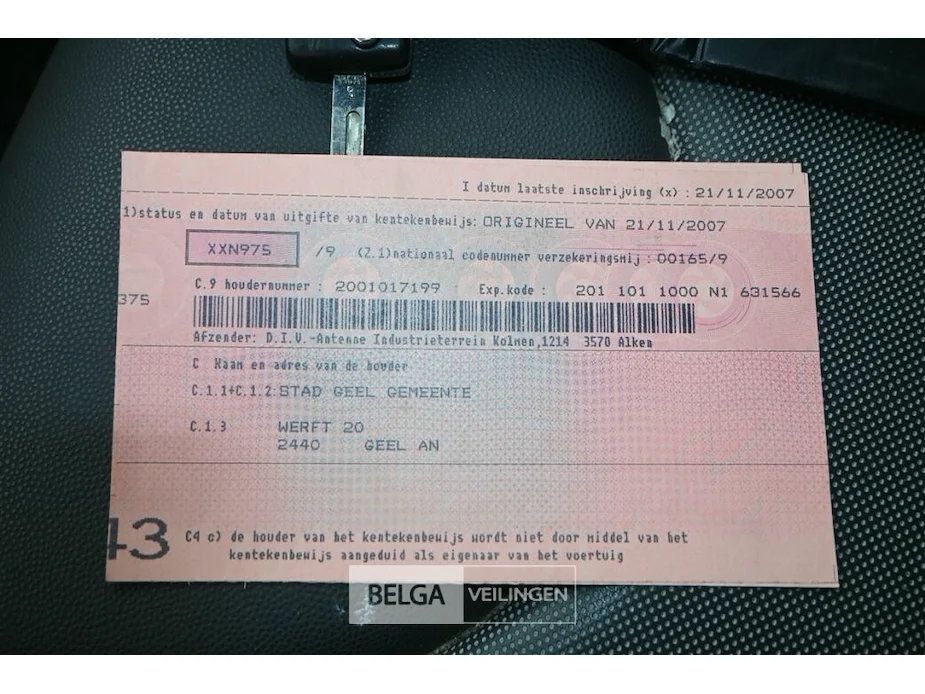 I datum laatste inschrijving (x) : 21/11/2007
1)status en datum van uitgifte van kentekenbewijs: ORIGINEEL VAN 21/11/2007
XXN975 /9 (Z.1)nationaal codenummer verzekeringsmij : 00165/9
C.9 houdernummer : 2001017199 Exp.kode : 201 101 1000 N1 631566
375
Afzender: D.I.V.-Antenne Industrieterrein Kolmen,1214 3570 Alken
C Naam en adres van de houder
C.1.1+C.1.2:STAD GEEL GEMEENTE
C.1.3 WERFT 20
2440 GEEL AN
43
C4 c) de houder van het kentekenbewijs wordt niet door middel van het
kentekenbewijs aangeduid als eigenaar van het voertuig
BELGA VEILINGEN